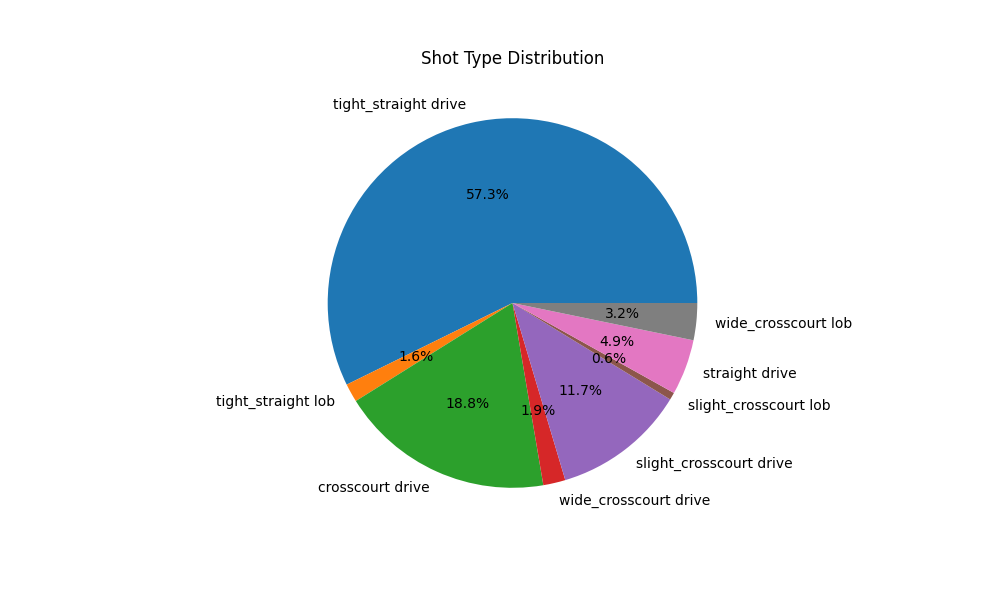 Shot Type Distribution
tight_straight drive
57.3%
3.2%
wide_crosscourt lob
4.9%
1.6%
0.6%
straight drive
tight_straight lob
18.8%
1.9%
11.7%
slight_crosscourt lob
slight_crosscourt drive
crosscourt drive
wide_crosscourt drive